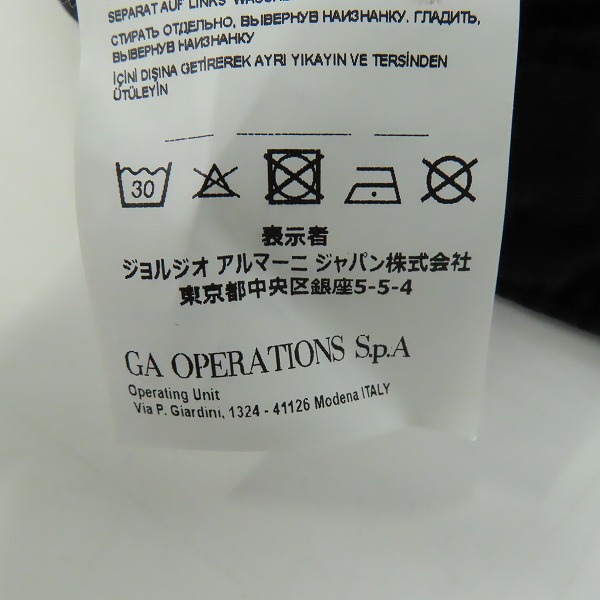 SEPARAT AUF LINKS
СТИРАТЬ ОТДЕЛЬНО, ВЫВЕРНУВ НАИЗНАНКУ. ГЛАДИТЬ,
ВЫВЕРНУВ НАИЗНАНКУ
İÇİNİ DIŞINA GETİREREK AYRI YIKAYIN VE TERSİNDEN
ÜTÜLEYİN
30
表示者
ジョルジオ アルマーニ ジャパン株式会社
東京都中央区銀座5-5-4
GA OPERATIONS S.p.A
Operating Unit
Via P. Giardini, 1324 - 41126 Modena ITALY